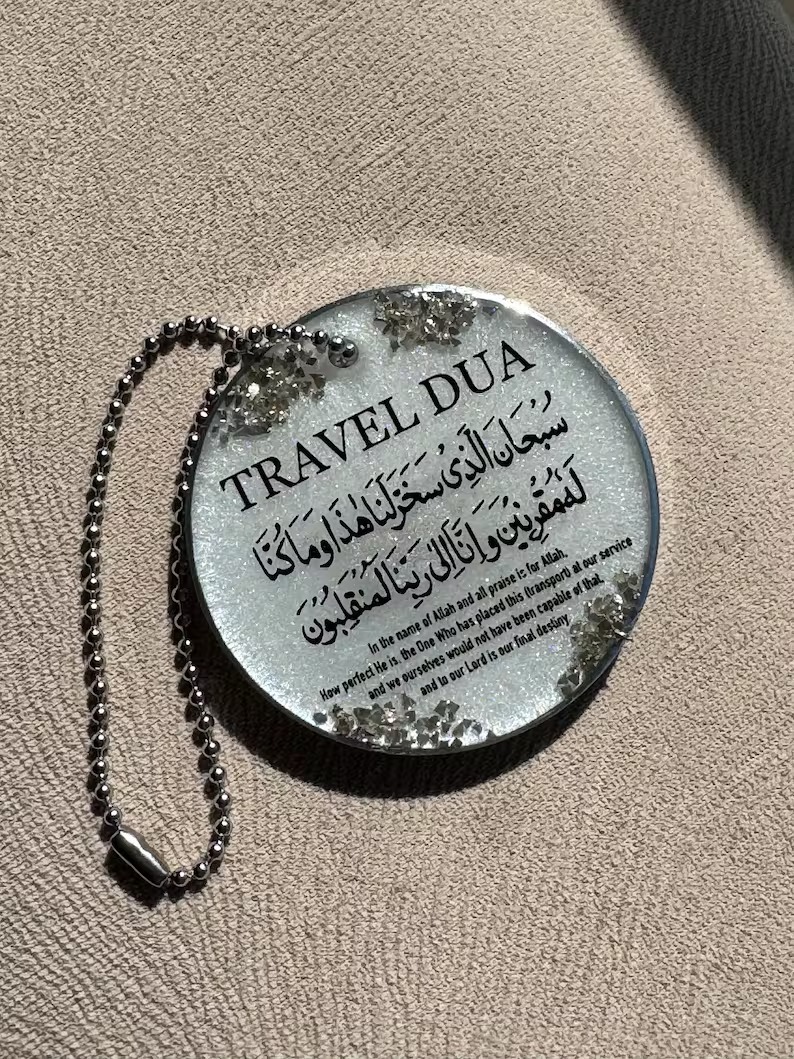 TRAVEL DUA
سُبْحَانَ الَّذِىْ سَخَّرَ لَنَا هٰذَا وَمَا كُنَّا
لَهٗ مُقْرِنِيْنَ وَاِنَّا اِلٰى رَبِّنَا لَمُنْقَلِبُوْنَ
In the name of Allah and all praise is for Allah.
How perfect He is, the One Who has placed this (transport) at our service
and we ourselves would not have been capable of that,
and to our Lord is our final destiny